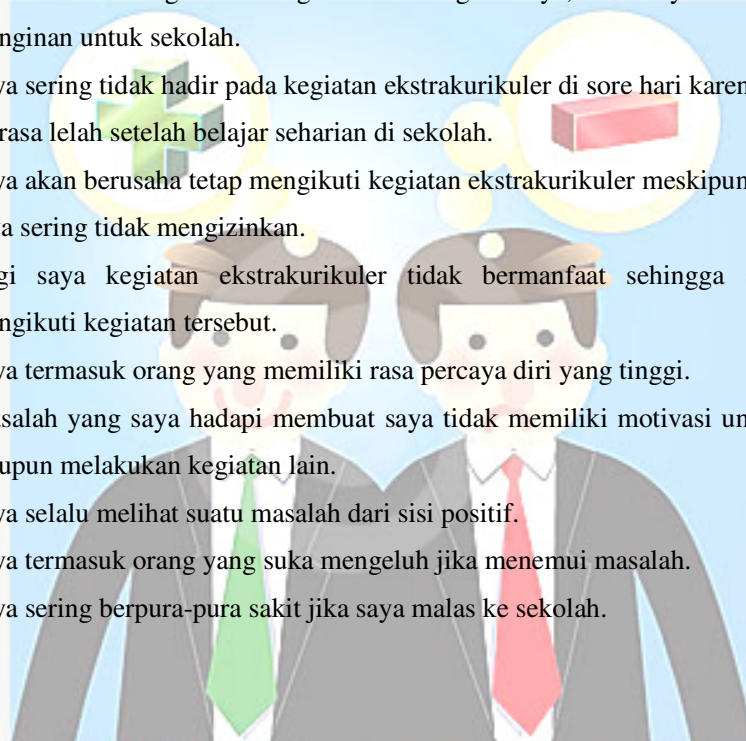 nginan untuk sekolah.
ya sering tidak hadir pada kegiatan ekstrakurikuler di sore hari karen
rasa lelah setelah belajar seharian di sekolah.
ya akan berusaha tetap mengikuti kegiatan ekstrakurikuler meskipun
ya sering tidak mengizinkan.
gi saya kegiatan ekstrakurikuler tidak bermanfaat sehingga
ngikuti kegiatan tersebut.
ya termasuk orang yang memiliki rasa percaya diri yang tinggi.
asalah yang saya hadapi membuat saya tidak memiliki motivasi un
upun melakukan kegiatan lain.
ya selalu melihat suatu masalah dari sisi positif.
ya termasuk orang yang suka mengeluh jika menemui masalah.
ya sering berpura-pura sakit jika saya malas ke sekolah.